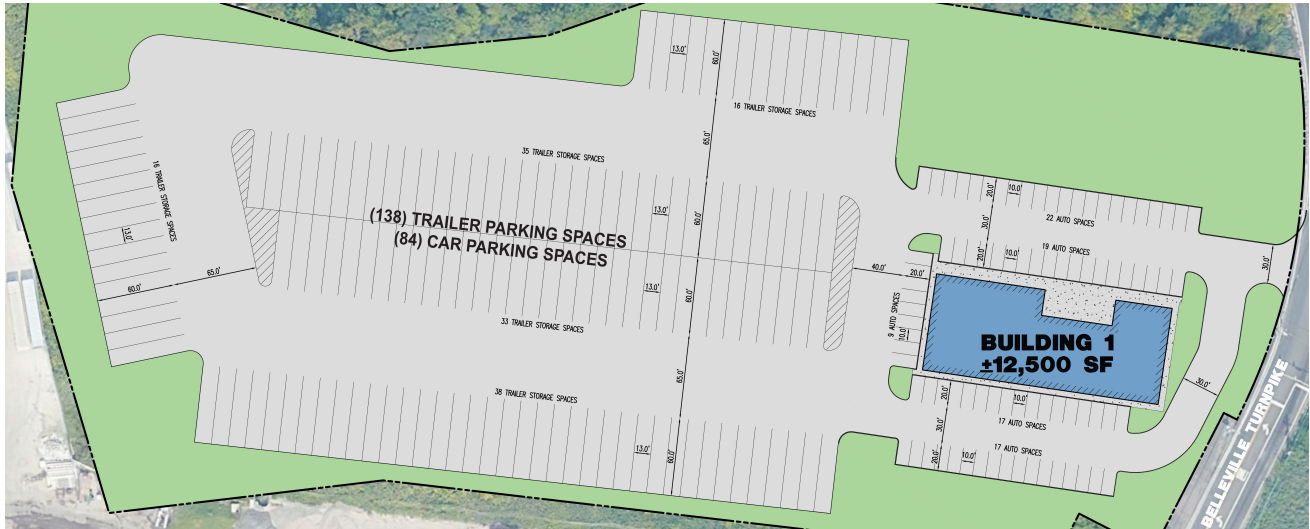 13.0'
60.0'
16 TRAILER STORAGE SPACES
65.0'
35 TRAILER STORAGE SPACES
16 TRAILER STORAGE SPACES
13.0'
13.0'
60.0'
(138) TRAILER PARKING SPACES
(84) CAR PARKING SPACES
20.0'
10.0'
22 AUTO SPACES
30.0'
19 AUTO SPACES
20.0'
10.0'
30.0'
65.0'
60.0'
40.0'
20.0'
13.0'
60.0'
9 AUTO SPACES
10.0'
33 TRAILER STORAGE SPACES
BUILDING 1
±12,500 SF
65.0'
38 TRAILER STORAGE SPACES
20.0'
10.0'
30.0'
17 AUTO SPACES
30.0'
17 AUTO SPACES
13.0'
60.0'
20.0'
10.0'
BELLEVILLE TURNPIKE